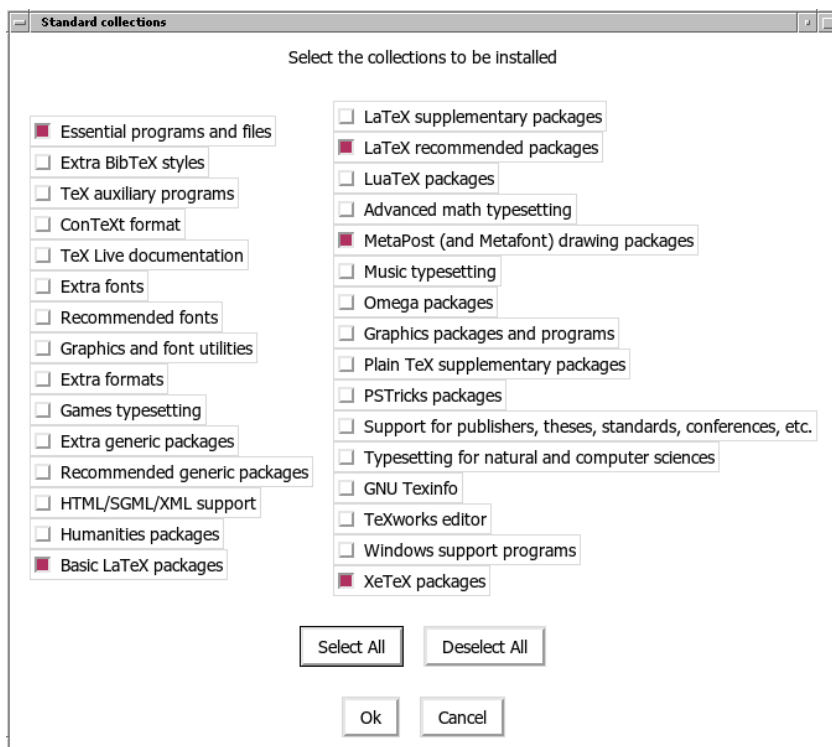 Standard collections
Select the collections to be installed
Essential programs and files
Extra BibTeX styles
TeX auxiliary programs
ConTeXt format
TeX Live documentation
Extra fonts
Recommended fonts
Graphics and font utilities
Extra formats
Games typesetting
Extra generic packages
Recommended generic packages
HTML/SGML/XML support
Humanities packages
Basic LaTeX packages
LaTeX supplementary packages
LaTeX recommended packages
LuaTeX packages
Advanced math typesetting
MetaPost (and Metafont) drawing packages
Music typesetting
Omega packages
Graphics packages and programs
Plain TeX supplementary packages
PSTricks packages
Support for publishers, theses, standards, conferences, etc.
Typesetting for natural and computer sciences
GNU Texinfo
TeXworks editor
Windows support programs
XeTeX packages
Select All Deselect All
Ok Cancel